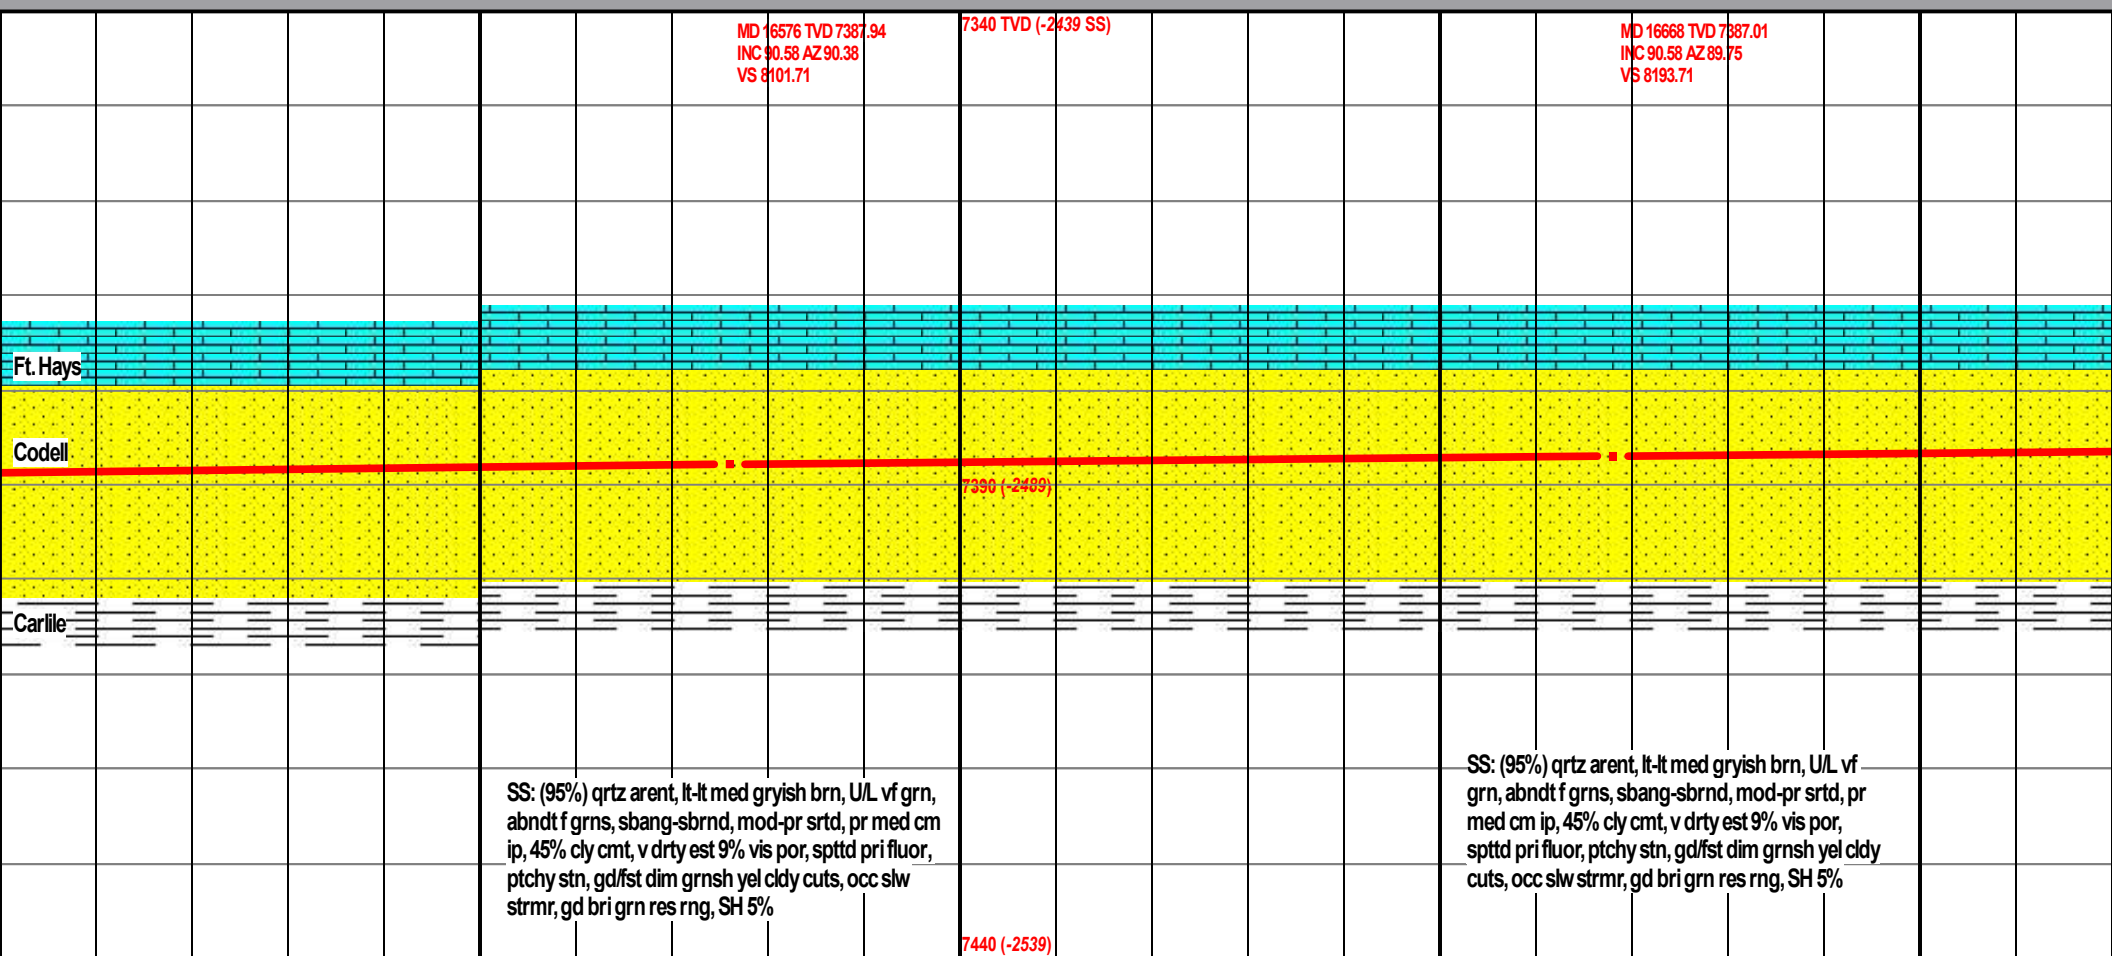 MD 16576 TVD 7387.94
INC 90.58 AZ 90.38
VS 8101.71
7340 TVD (-2439 SS)
MD 16668 TVD 7387.01
INC 90.58 AZ 89.75
VS 8193.71
Ft. Hays
Codell
7390 (-2489)
Carlile
SS: (95%) qrtz arent, lt-lt med gryish brn, U/L vf grn,
abndt f grns, sbang-sbrnd, mod-pr srtd, pr med cm
ip, 45% cly cmt, v drty est 9% vis por, spttd pri fluor,
ptchy stn, gd/fst dim grnsh yel cldy cuts, occ slw
strmr, gd bri grn res rng, SH 5%
SS: (95%) qrtz arent, lt-lt med gryish brn, U/L vf
grn, abndt f grns, sbang-sbrnd, mod-pr srtd, pr
med cm ip, 45% cly cmt, v drty est 9% vis por,
spttd pri fluor, ptchy stn, gd/fst dim grnsh yel cldy
cuts, occ slw strmr, gd bri grn res rng, SH 5%
7440 (-2539)